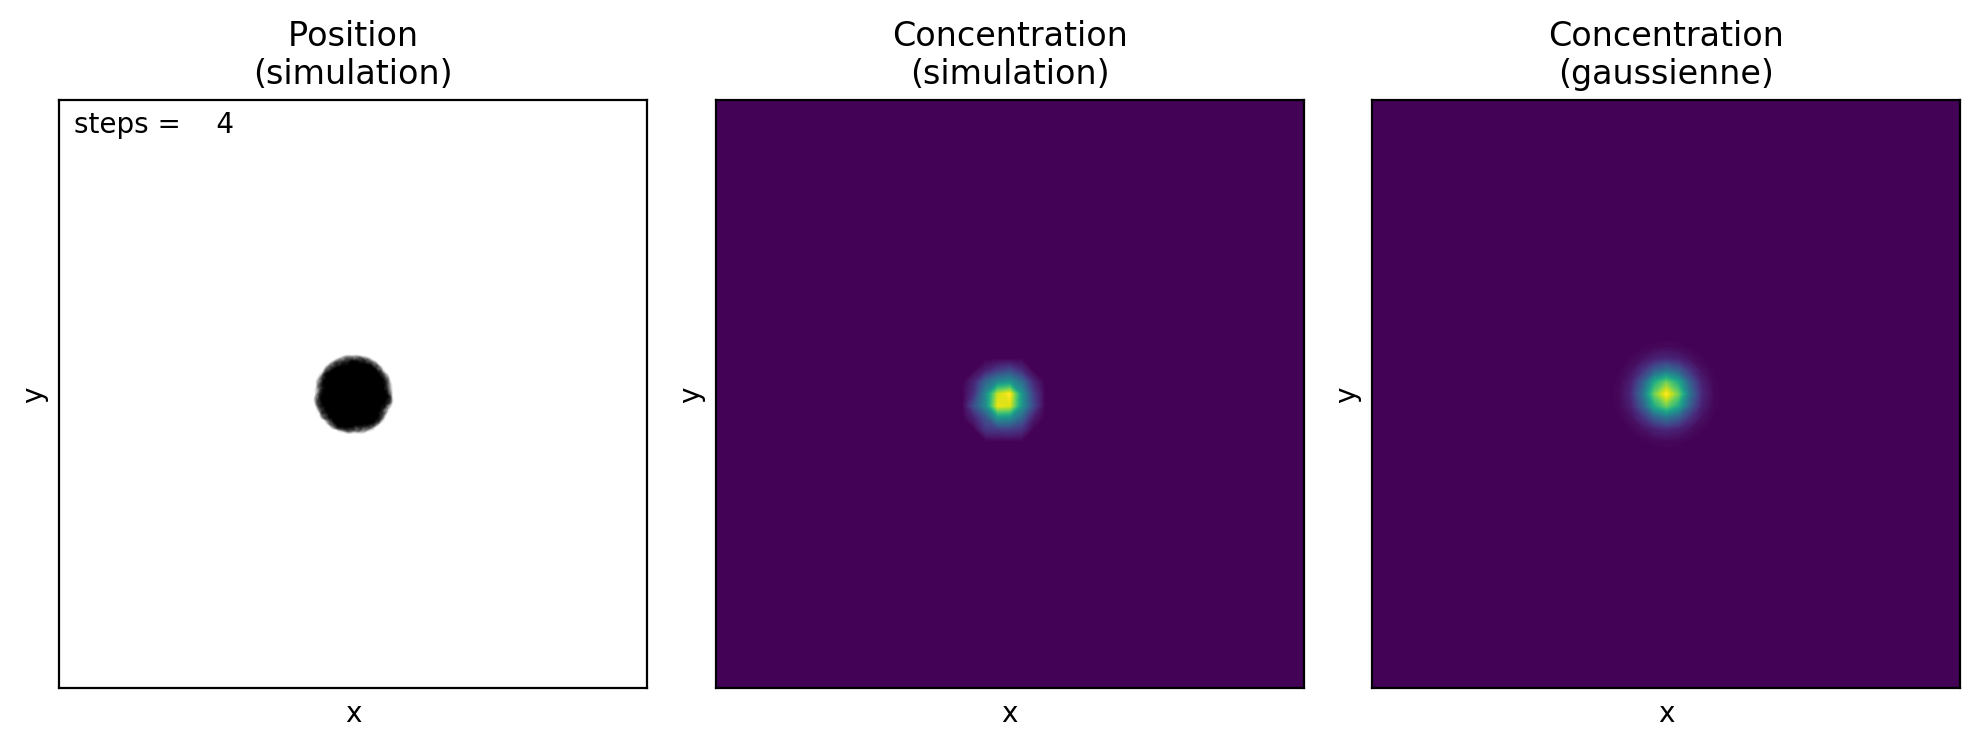 Position
(simulation)
Concentration
(simulation)
Concentration
(gaussienne)
steps =    4
y
y
y
x
x
x